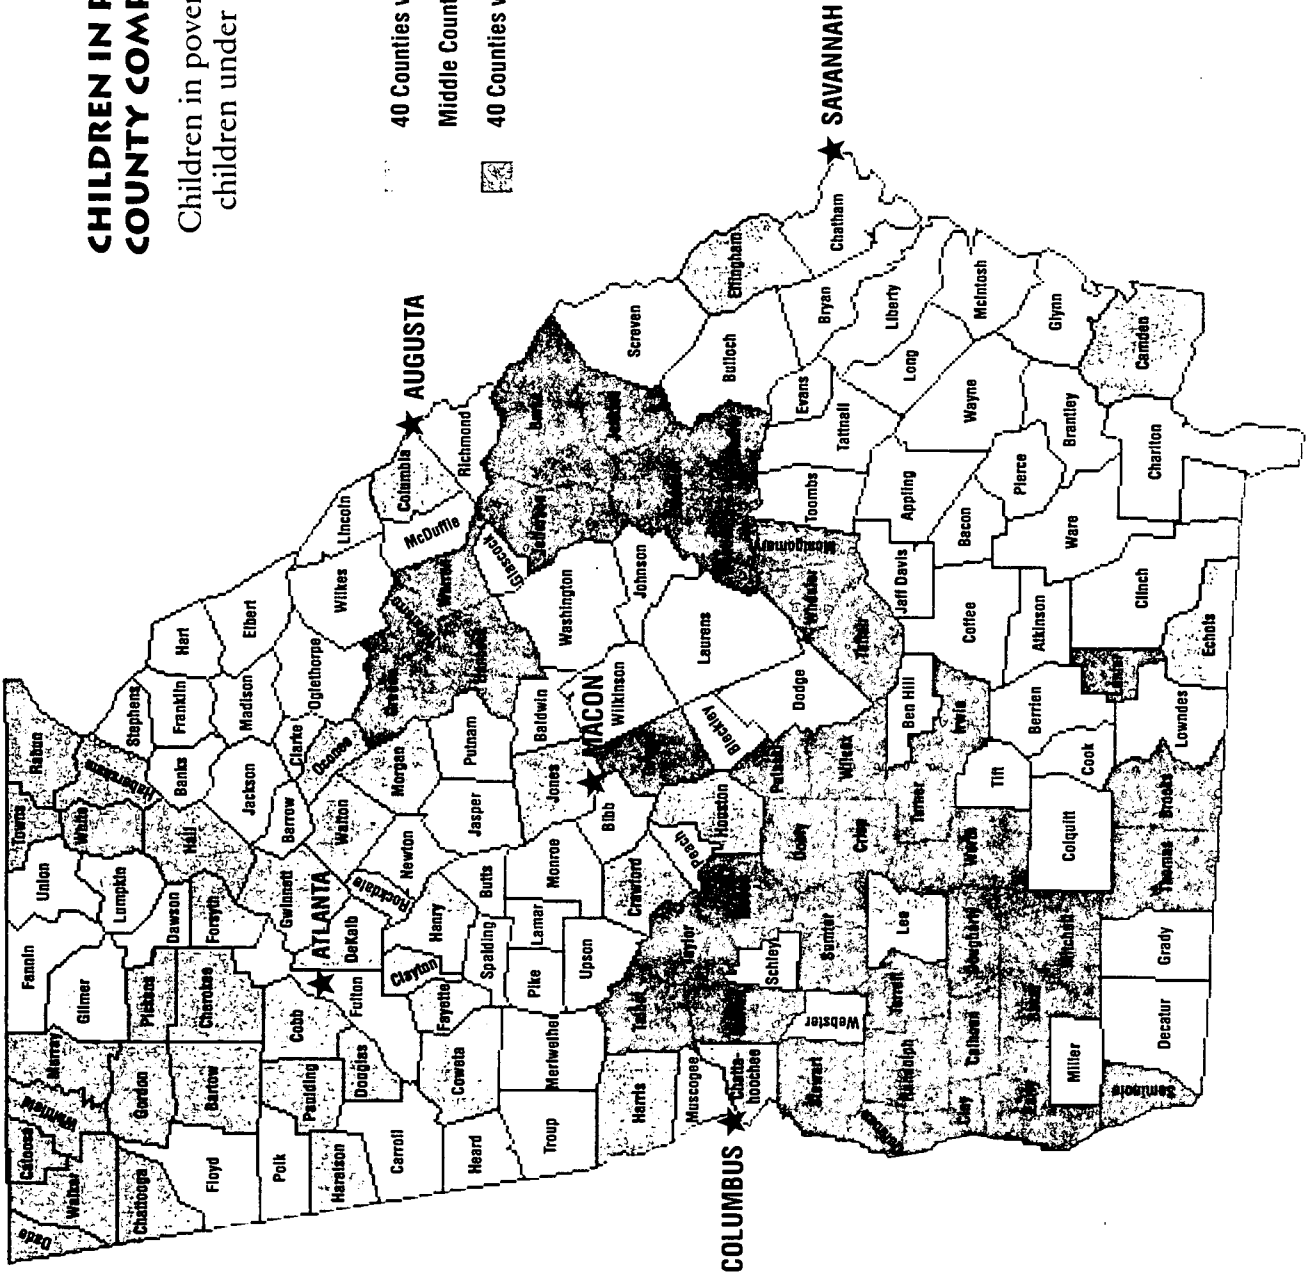 CHILDREN IN P
COUNTY COMP
Children in pover
children under
40 Counties w
Middle Count
40 Counties w
SAVANNAH
AUGUSTA
ATLANTA
MACON
COLUMBUS
Dade
Catoosa
Walker
Whitfield
Murray
Fannin
Union
Towns
Rabun
Gilmer
Lumpkin
White
Habersham
Stephens
Chattooga
Gordon
Pickens
Dawson
Hall
Banks
Franklin
Hart
Floyd
Bartow
Cherokee
Forsyth
Jackson
Madison
Elbert
Polk
Paulding
Cobb
Gwinnett
Barrow
Clarke
Oconee
Oglethorpe
Wilkes
Lincoln
Haralson
Douglas
Fulton
DeKalb
Rockdale
Walton
Morgan
Greene
Warren
McDuffie
Columbia
Richmond
Carroll
Coweta
Fayette
Clayton
Henry
Newton
Jasper
Putnam
Hancock
Glascock
Jefferson
Burke
Heard
Spalding
Butts
Troup
Meriwether
Pike
Lamar
Monroe
Jones
Baldwin
Washington
Johnson
Jenkins
Screven
Upson
Bibb
Wilkinson
Harris
Talbot
Taylor
Crawford
Peach
Houston
Bleckley
Laurens
Bulloch
Effingham
Muscogee
Chatta-
hoochee
Schley
Dooly
Pulaski
Dodge
Wheeler
Montgomery
Toombs
Tattnall
Evans
Bryan
Chatham
Stewart
Webster
Sumter
Crisp
Wilcox
Telfair
Jeff Davis
Appling
Long
Liberty
McIntosh
Randolph
Terrell
Lee
Turner
Ben Hill
Irwin
Coffee
Bacon
Wayne
Glynn
Clay
Calhoun
Dougherty
Worth
Tift
Atkinson
Ware
Pierce
Brantley
Early
Baker
Mitchell
Colquitt
Cook
Berrien
Lanier
Clinch
Charlton
Camden
Miller
Seminole
Decatur
Grady
Thomas
Brooks
Lowndes
Echols